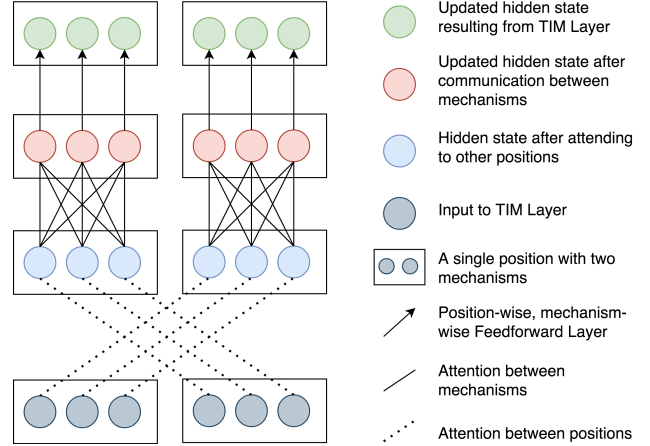 Updated hidden state
resulting from TIM Layer
Updated hidden state after
communication between
mechanisms
Hidden state after attending
to other positions
Input to TIM Layer
A single position with two
mechanisms
Position-wise, mechanism-
wise Feedforward Layer
Attention between
mechanisms
Attention between positions